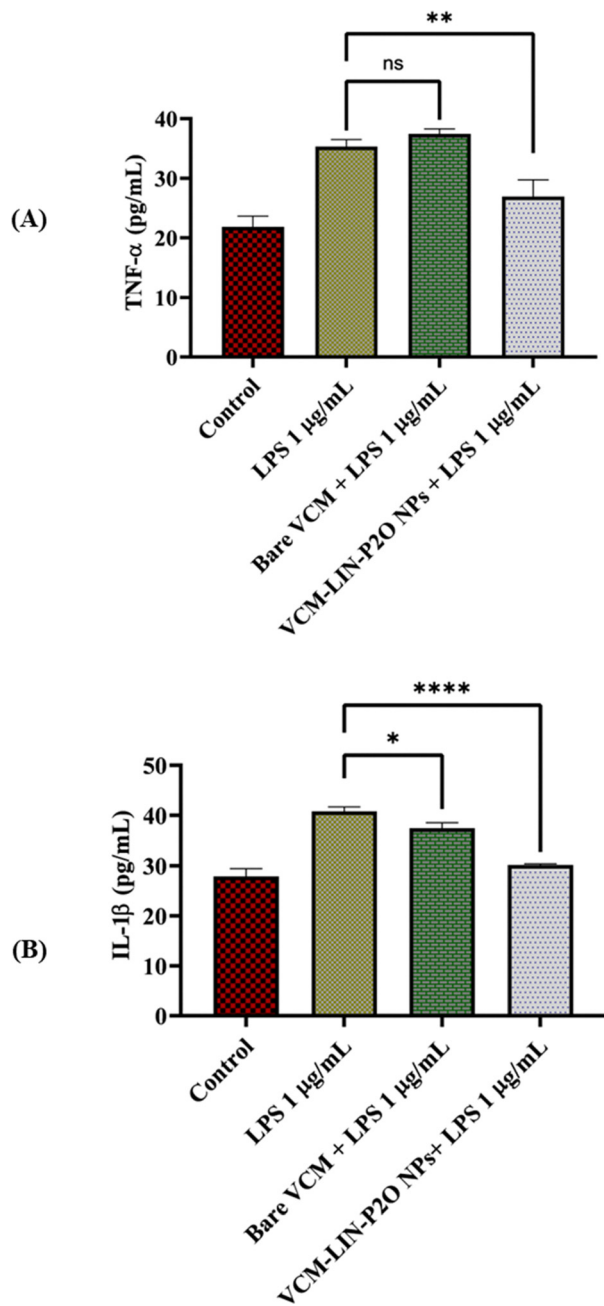 **
ns
(A)
TNF-α (pg/mL)
40
30
20
10
0
Control
LPS 1 µg/mL
Bare VCM + LPS 1 µg/mL
VCM-LIN-P2O NPs + LPS 1 µg/mL
****
*
(B)
IL-1β (pg/mL)
50
40
30
20
10
0
Control
LPS 1 µg/mL
Bare VCM + LPS 1 µg/mL
VCM-LIN-P2O NPs+ LPS 1 µg/mL